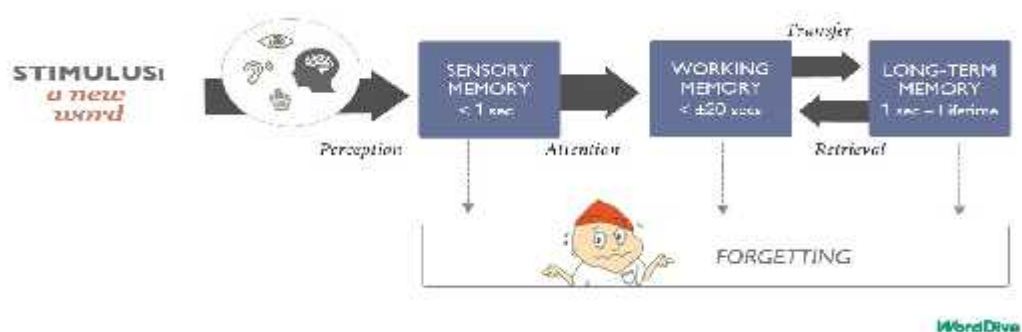 STIMULUS:
a new
word
Perception
SENSORY
MEMORY
< 1 sec
Attention
WORKING
MEMORY
< ±20 secs
Transfer
Retrieval
LONG-TERM
MEMORY
1 sec – Lifetime
FORGETTING
WordDive